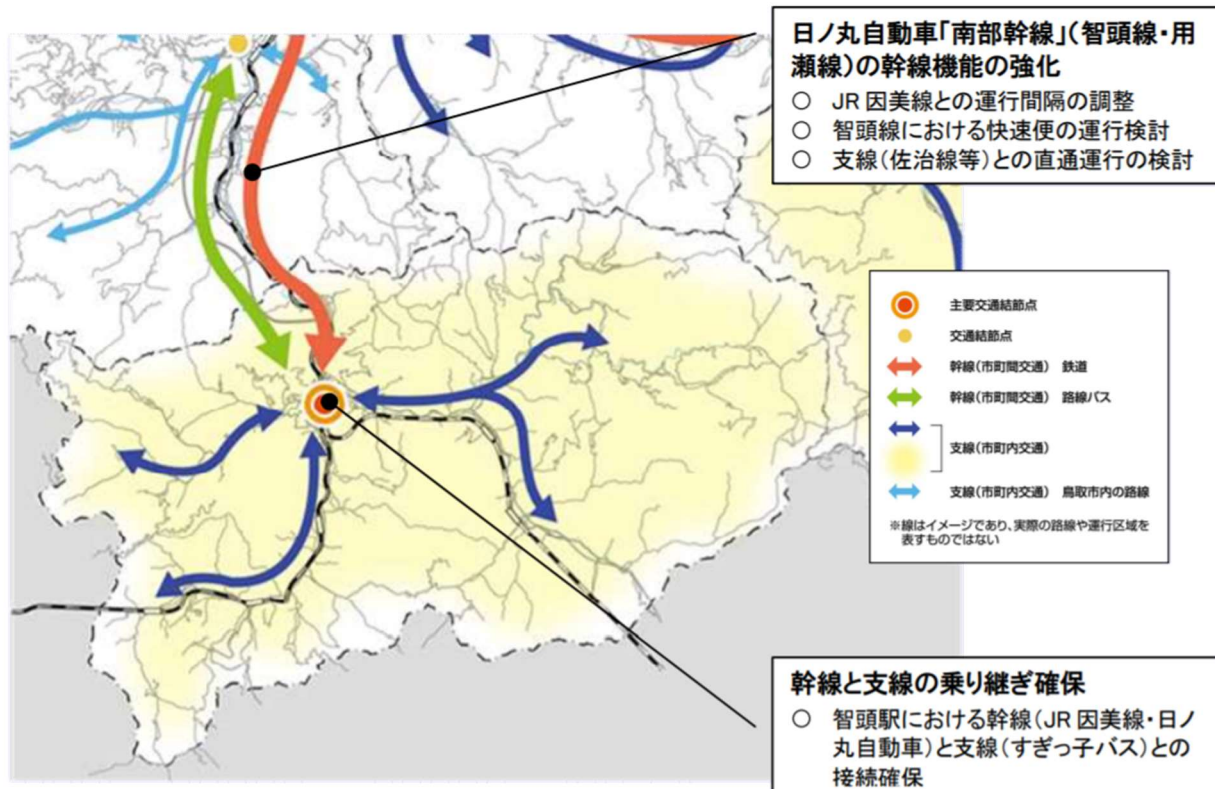 日ノ丸自動車「南部幹線」(智頭線・用
瀬線)の幹線機能の強化
○ JR 因美線との運行間隔の調整
○ 智頭線における快速便の運行検討
○ 支線(佐治線等)との直通運行の検討
主要交通結節点
交通結節点
幹線(市町間交通) 鉄道
幹線(市町間交通) 路線バス
支線(市町内交通)
支線(市町内交通) 鳥取市内の路線
※線はイメージであり、実際の路線や運行区域を
表すものではない
幹線と支線の乗り継ぎ確保
○ 智頭駅における幹線(JR 因美線・日ノ
丸自動車)と支線(すぎっ子バス)との
接続確保